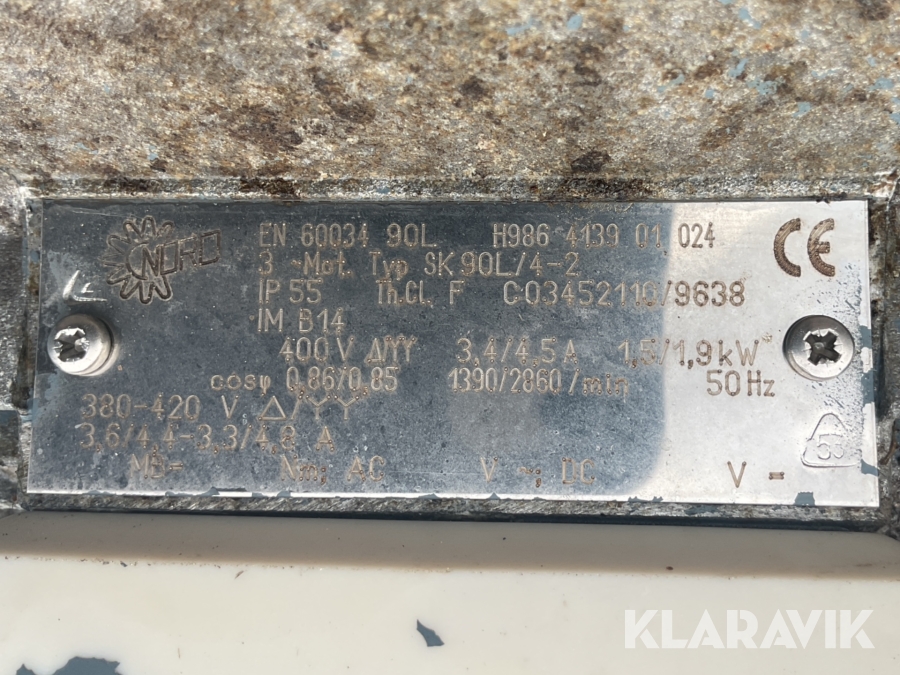 EN 60034 90L H986 4139 01 024
3 ~Mot. Typ SK 90L/4-2
IP 55 Th.Cl. F C03452110/9638
IM B14
400 V Δ/YY 3,4/4,5 A 1,5/1,9 kW
cosφ 0,86/0,85 1390/2860/min 50 Hz
380-420 V Δ/YY
3,6/4,4-3,3/4,8 A
MB- Nm; AC V ~; DC V =
CE
55
KLARAVIK